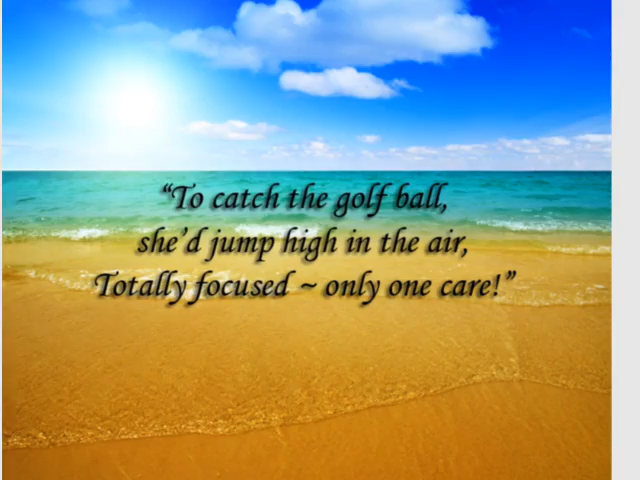 “To catch the golf ball,
she’d jump high in the air,
Totally focused ~ only one care!”